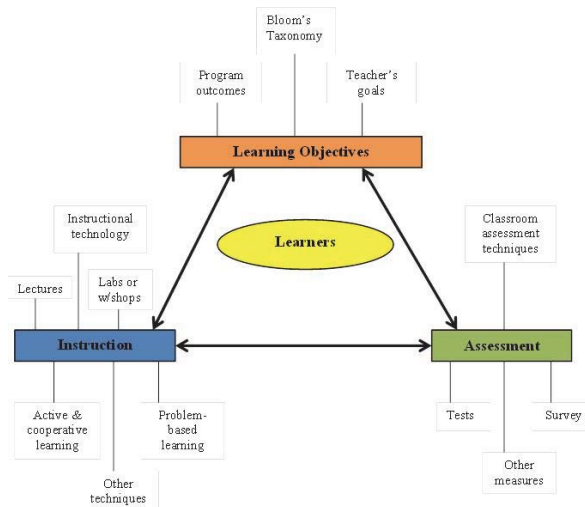 Bloom's
Taxonomy
Program
outcomes
Teacher's
goals
Learning Objectives
Instructional
technology
Classroom
assessment
techniques
Learners
Lectures
Labs or
w/shops
Instruction
Assessment
Active &
cooperative
learning
Problem-
based
learning
Tests
Survey
Other
techniques
Other
measures